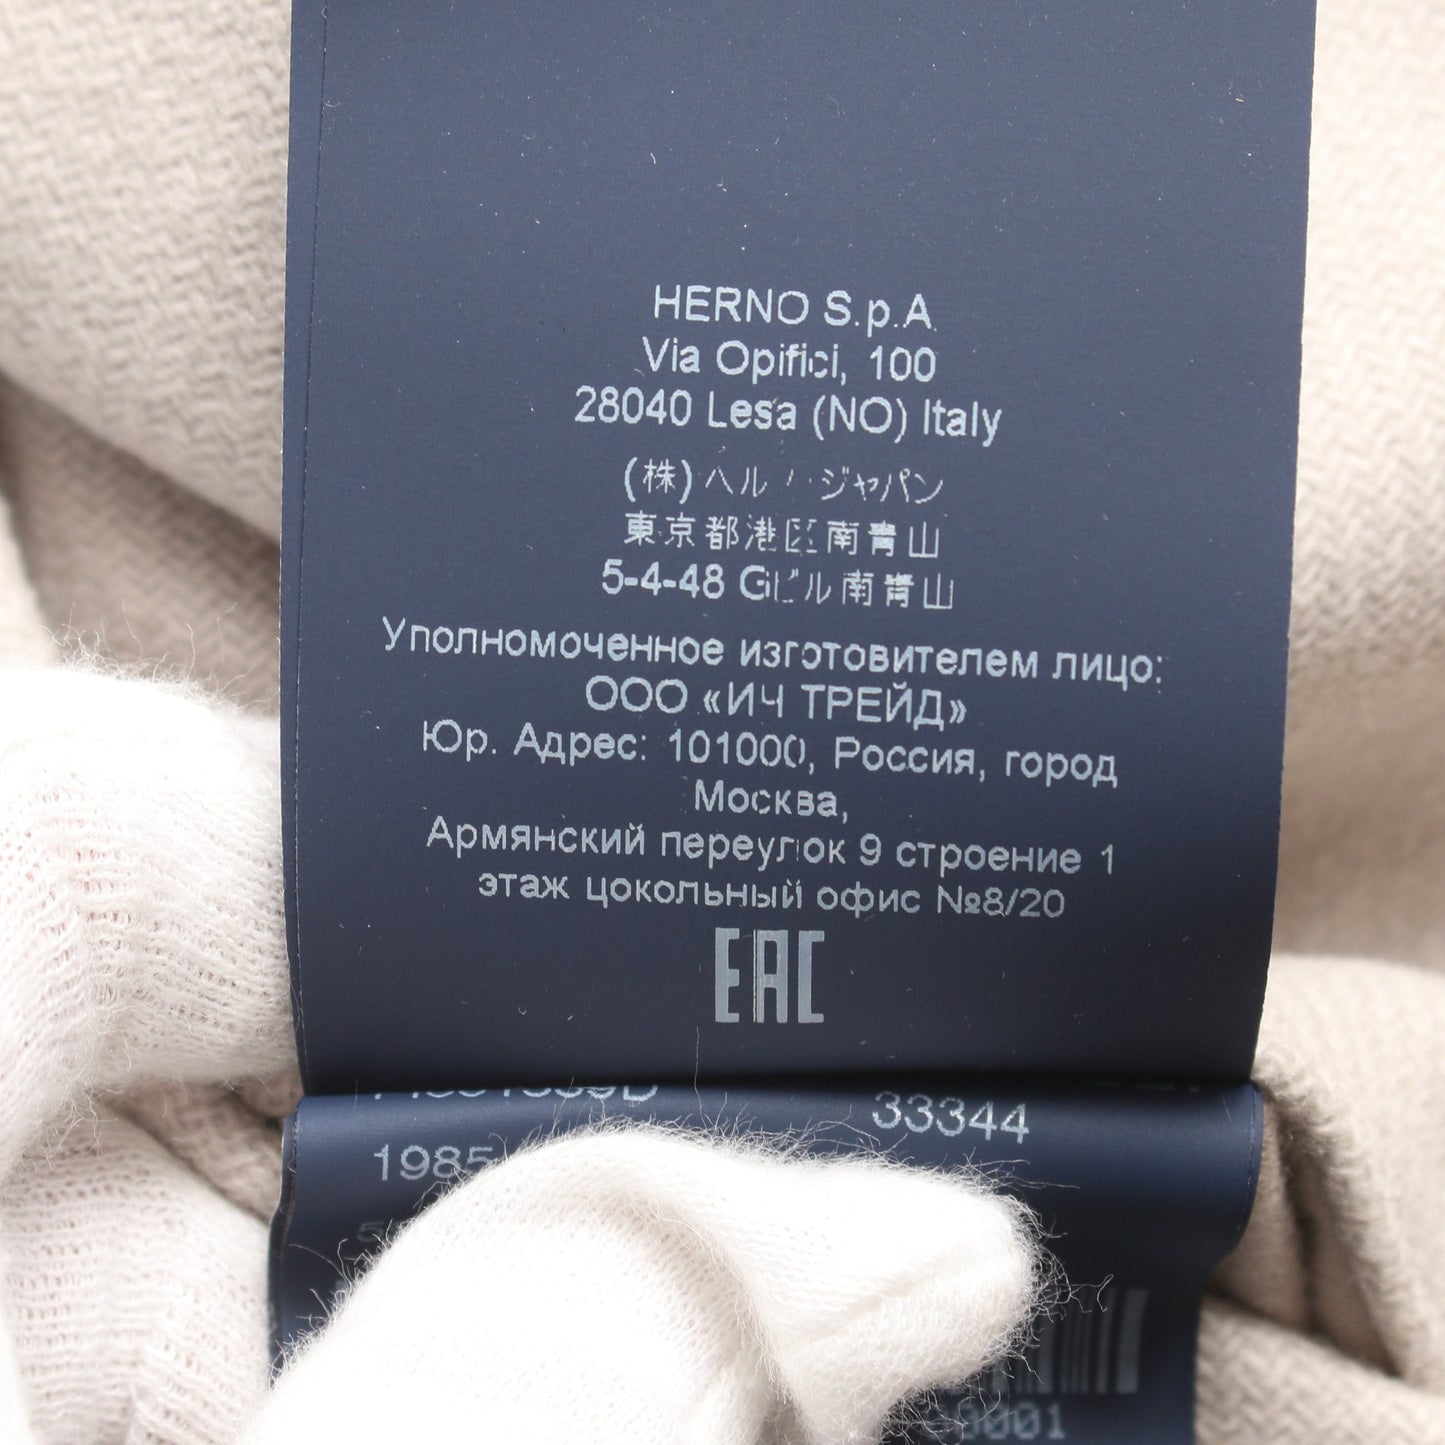 HERNO S.p.A.
Via Opifici, 100
28040 Lesa (NO) Italy
(株)ヘルノ・ジャパン
東京都港区南青山
5-4-48 Gビル南青山
Уполномоченное изготовителем лицо:
ООО «ИЧ ТРЕЙД»
Юр. Адрес: 101000, Россия, город
Москва,
Армянский переулок 9 строение 1
этаж цокольный офис №8/20
EAC
33344
1985